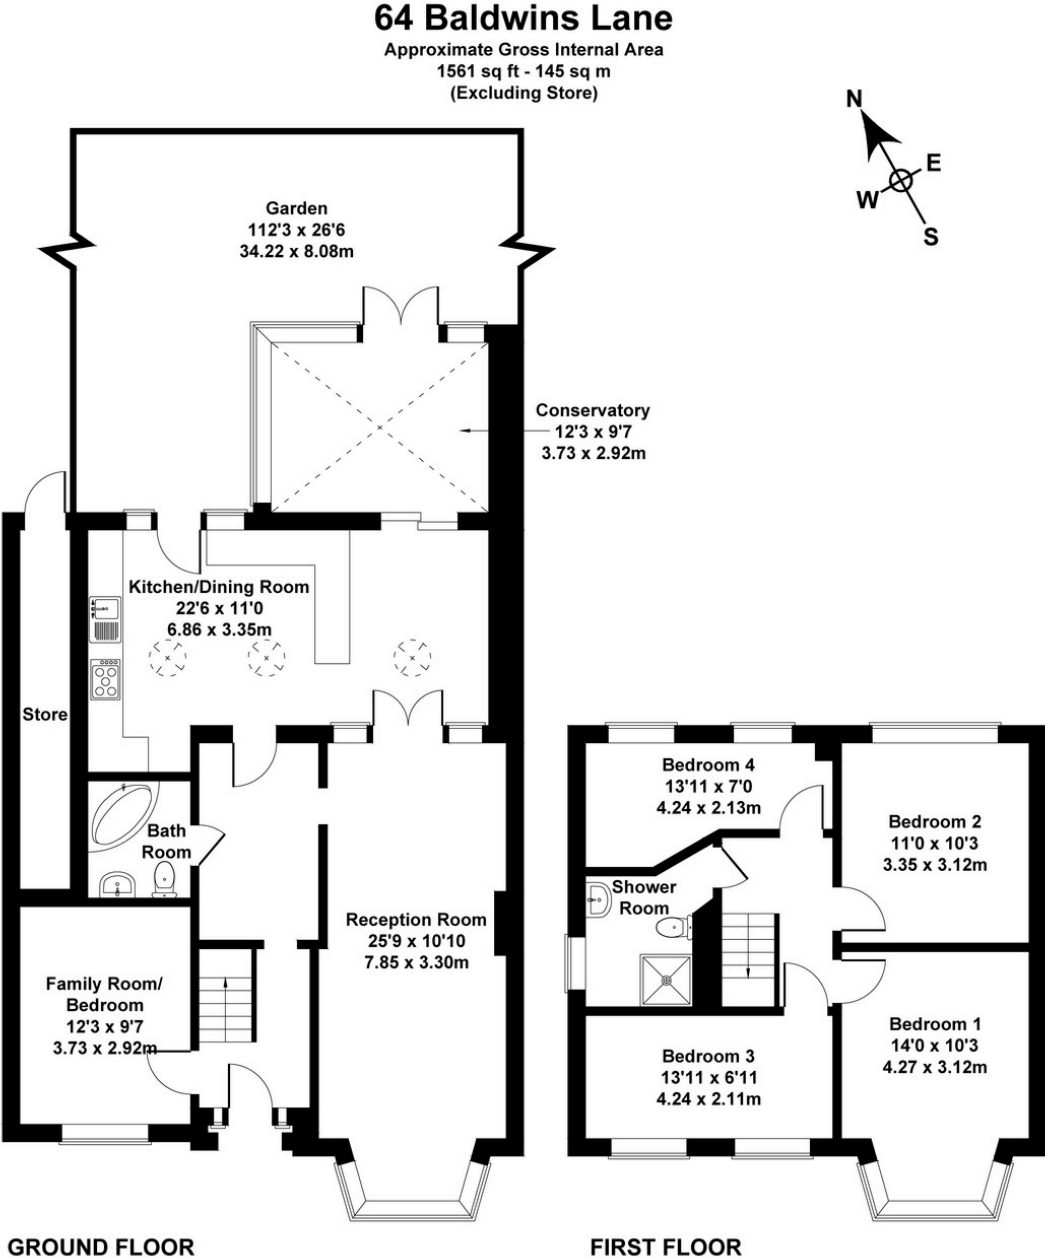 64 Baldwins Lane
Approximate Gross Internal Area
1561 sq ft - 145 sq m
(Excluding Store)
N
E
W
S
Garden
112'3 x 26'6
34.22 x 8.08m
Conservatory
12'3 x 9'7
3.73 x 2.92m
Kitchen/Dining Room
22'6 x 11'0
6.86 x 3.35m
Store
Bath
Room
Reception Room
25'9 x 10'10
7.85 x 3.30m
Family Room/
Bedroom
12'3 x 9'7
3.73 x 2.92m
Bedroom 4
13'11 x 7'0
4.24 x 2.13m
Bedroom 2
11'0 x 10'3
3.35 x 3.12m
Shower
Room
Bedroom 3
13'11 x 6'11
4.24 x 2.11m
Bedroom 1
14'0 x 10'3
4.27 x 3.12m
GROUND FLOOR
FIRST FLOOR